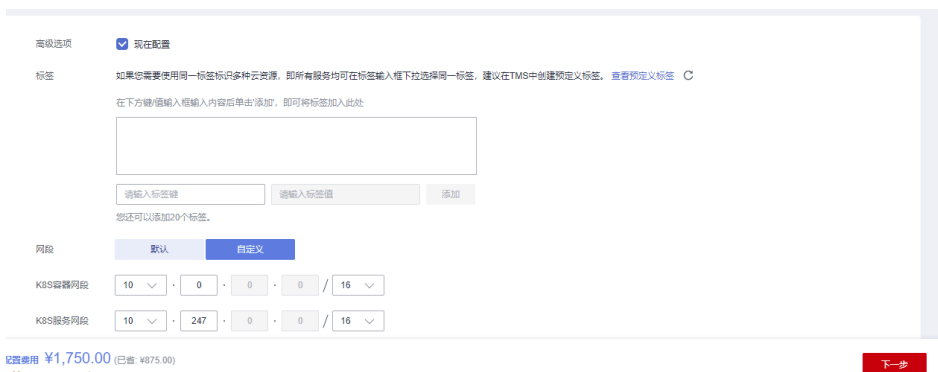 高级选项 现在配置
标签 如果您需要使用同一标签标识多种云资源，即所有服务均可在标签输入框下拉选择同一标签，建议在TMS中创建预定义标签。 查看预定义标签
在下方键/值输入框输入内容后单击'添加'，即可将标签加入此处
请输入标签键 请输入标签值 添加
您还可以添加20个标签。
网段 默认 自定义
K8S容器网段 10 · 0 · 0 · 0 / 16
K8S服务网段 10 · 247 · 0 · 0 / 16
配置费用 ¥1,750.00 (已省: ¥875.00) 下一步